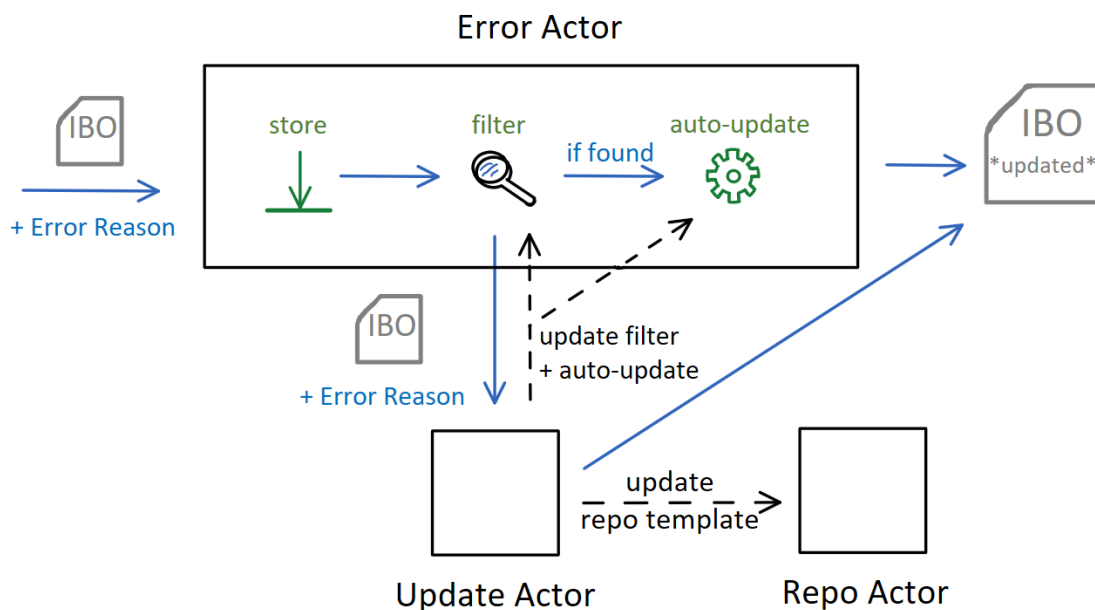 Error Actor
IBO
+ Error Reason
store
filter
if found
auto-update
IBO
*updated*
IBO
+ Error Reason
update filter
+ auto-update
update
repo template
Update Actor
Repo Actor